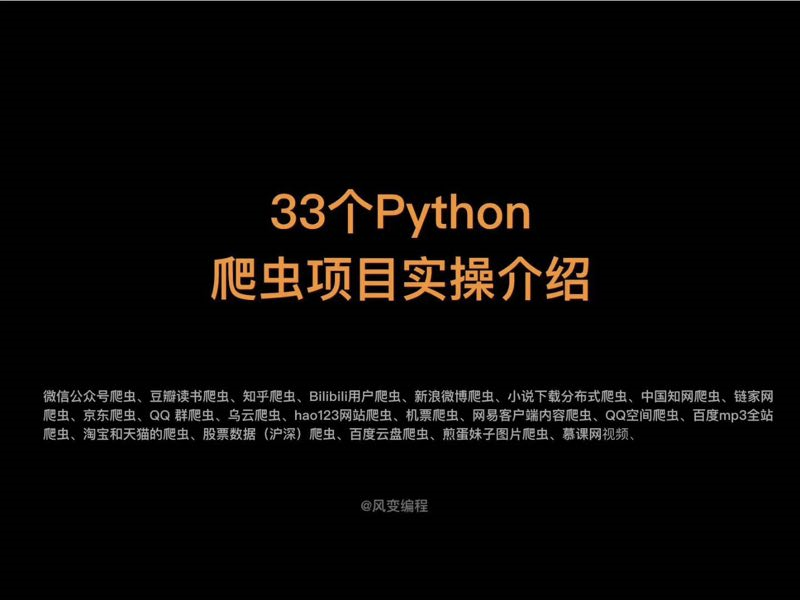 33个Python
爬虫项目实操介绍
微信公众号爬虫、豆瓣读书爬虫、知乎爬虫、Bilibili用户爬虫、新浪微博爬虫、小说下载分布式爬虫、中国知网爬虫、链家网
爬虫、京东爬虫、QQ 群爬虫、乌云爬虫、hao123网站爬虫、机票爬虫、网易客户端内容爬虫、QQ空间爬虫、百度mp3全站
爬虫、淘宝和天猫的爬虫、股票数据（沪深）爬虫、百度云盘爬虫、煎蛋妹子图片爬虫、慕课网视频、
@风变编程